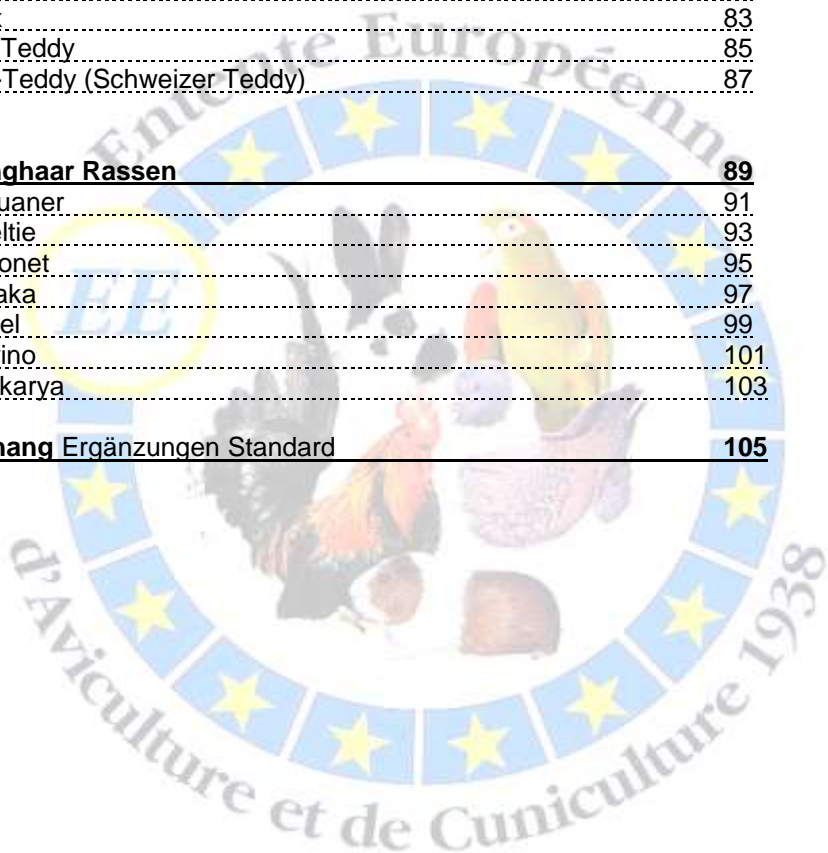 83
Teddy 85
-Teddy (Schweizer Teddy) 87
ghaar Rassen 89
uaner 91
eltie 93
onet 95
aka 97
el 99
ino 101
karya 103
hang Ergänzungen Standard 105
Entente Européenne
EE
d'Aviculture et de Cuniculture 1938